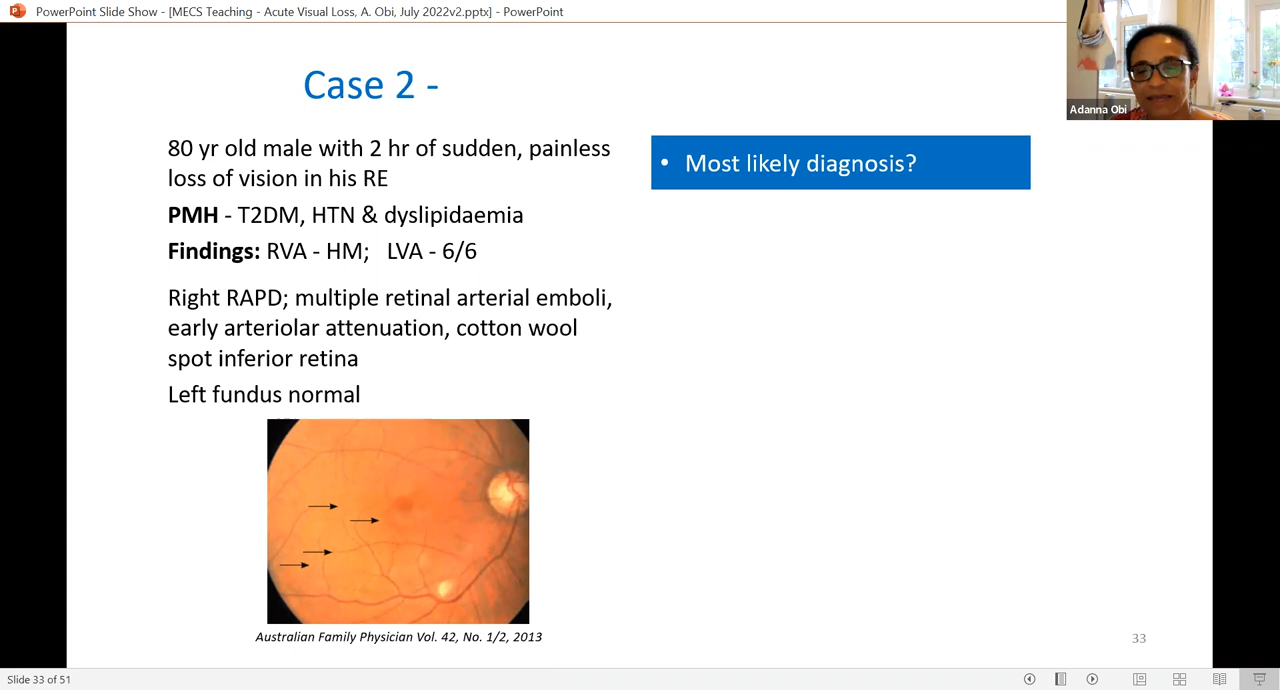 PowerPoint Slide Show - [MECS Teaching - Acute Visual Loss, A. Obi, July 2022v2.pptx] - PowerPoint
Adanna Obi
Case 2 -
80 yr old male with 2 hr of sudden, painless
loss of vision in his RE
PMH - T2DM, HTN & dyslipidaemia
Findings: RVA - HM; LVA - 6/6
Right RAPD; multiple retinal arterial emboli,
early arteriolar attenuation, cotton wool
spot inferior retina
Left fundus normal
Australian Family Physician Vol. 42, No. 1/2, 2013
• Most likely diagnosis?
33
Slide 33 of 51